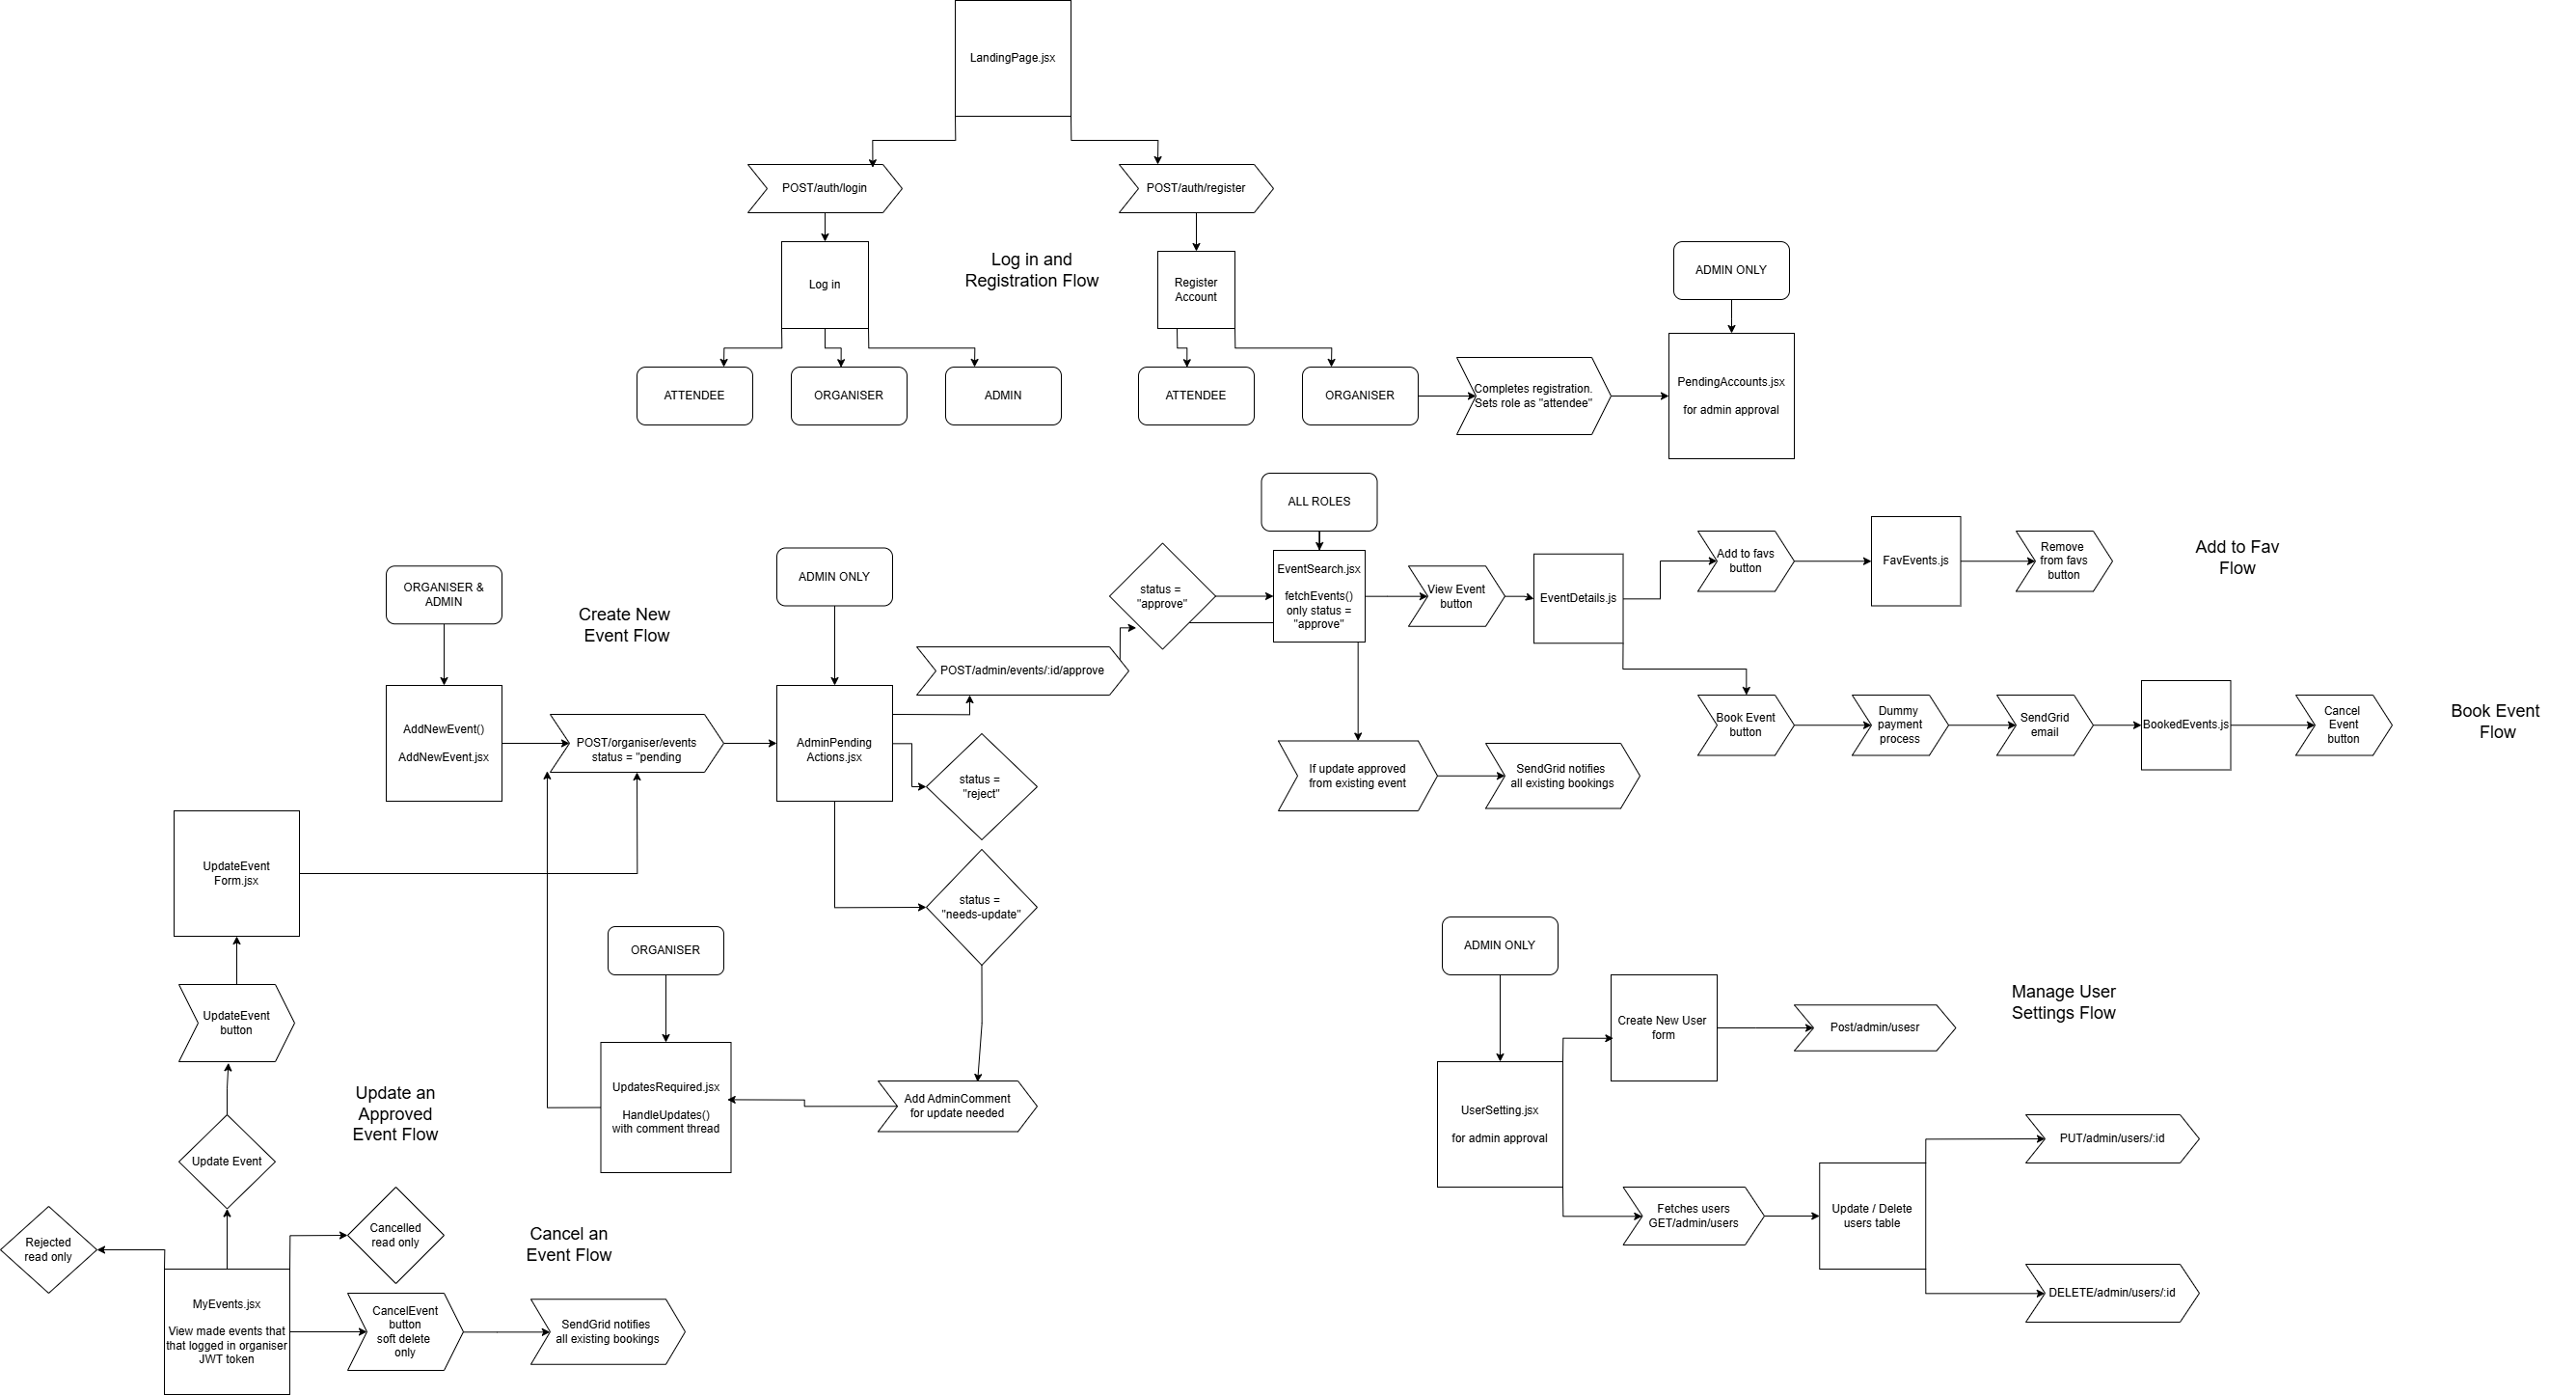 LandingPage.jsx
POST/auth/login
POST/auth/register
Log in and
Registration Flow
Log in
Register
Account
ADMIN ONLY
ATTENDEE
ORGANISER
ADMIN
ATTENDEE
ORGANISER
Completes registration.
Sets role as "attendee"
PendingAccounts.jsx
for admin approval
ALL ROLES
ORGANISER &
ADMIN
Create New
Event Flow
ADMIN ONLY
status =
"approve"
EventSearch.jsx
fetchEvents()
only status =
"approve"
View Event
button
EventDetails.js
Add to favs
button
FavEvents.js
Remove
from favs
button
Add to Fav
Flow
POST/admin/events/:id/approve
AddNewEvent()
AddNewEvent.jsx
POST/organiser/events
status = "pending
AdminPending
Actions.jsx
status =
"reject"
If update approved
from existing event
SendGrid notifies
all existing bookings
Book Event
button
Dummy
payment
process
SendGrid
email
BookedEvents.js
Cancel
Event
button
Book Event
Flow
UpdateEvent
Form.jsx
status =
"needs-update"
ORGANISER
ADMIN ONLY
UpdateEvent
button
Create New User
form
Post/admin/usesr
Manage User
Settings Flow
Update an
Approved
Event Flow
UpdatesRequired.jsx
HandleUpdates()
with comment thread
Add AdminComment
for update needed
UserSetting.jsx
for admin approval
PUT/admin/users/:id
Update Event
Fetches users
GET/admin/users
Update / Delete
users table
Rejected
read only
Cancelled
read only
Cancel an
Event Flow
DELETE/admin/users/:id
MyEvents.jsx
View made events that
that logged in organiser
JWT token
CancelEvent
button
soft delete
only
SendGrid notifies
all existing bookings